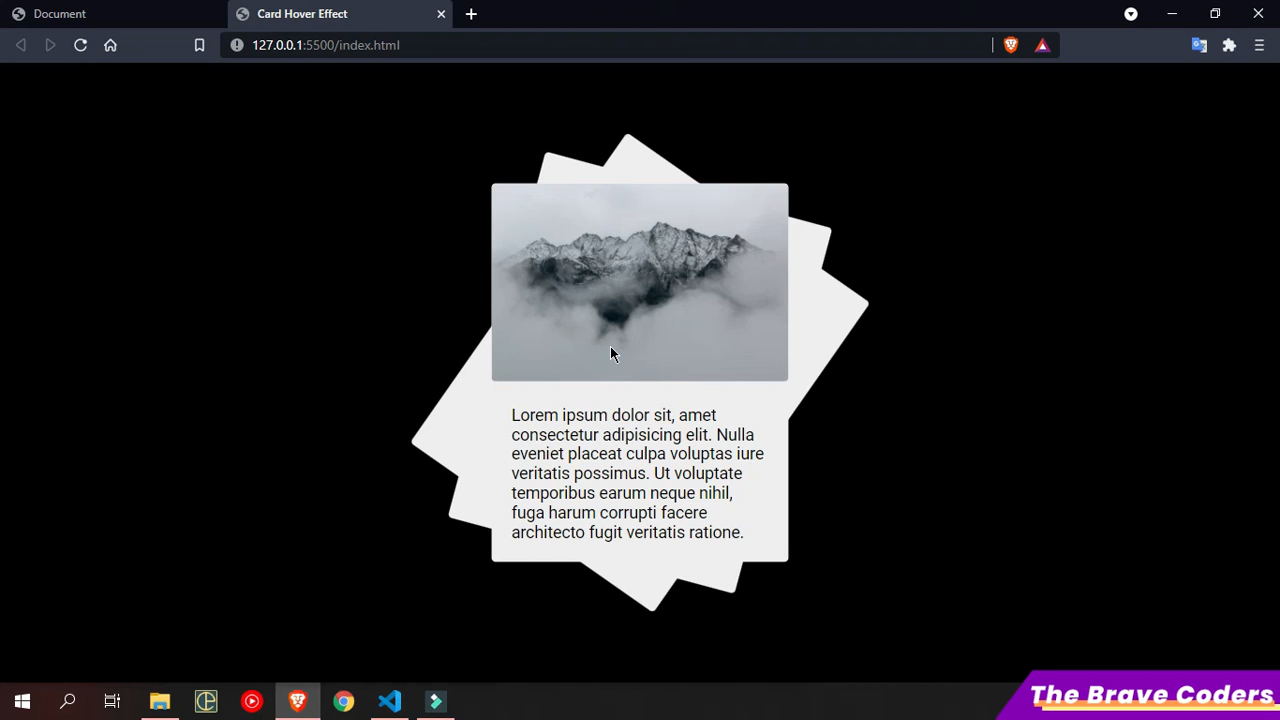 Document
Card Hover Effect
127.0.0.1:5500/index.html
Lorem ipsum dolor sit, amet
consectetur adipisicing elit. Nulla
eveniet placeat culpa voluptas iure
veritatis possimus. Ut voluptate
temporibus earum neque nihil,
fuga harum corrupti facere
architecto fugit veritatis ratione.
The Brave Coders